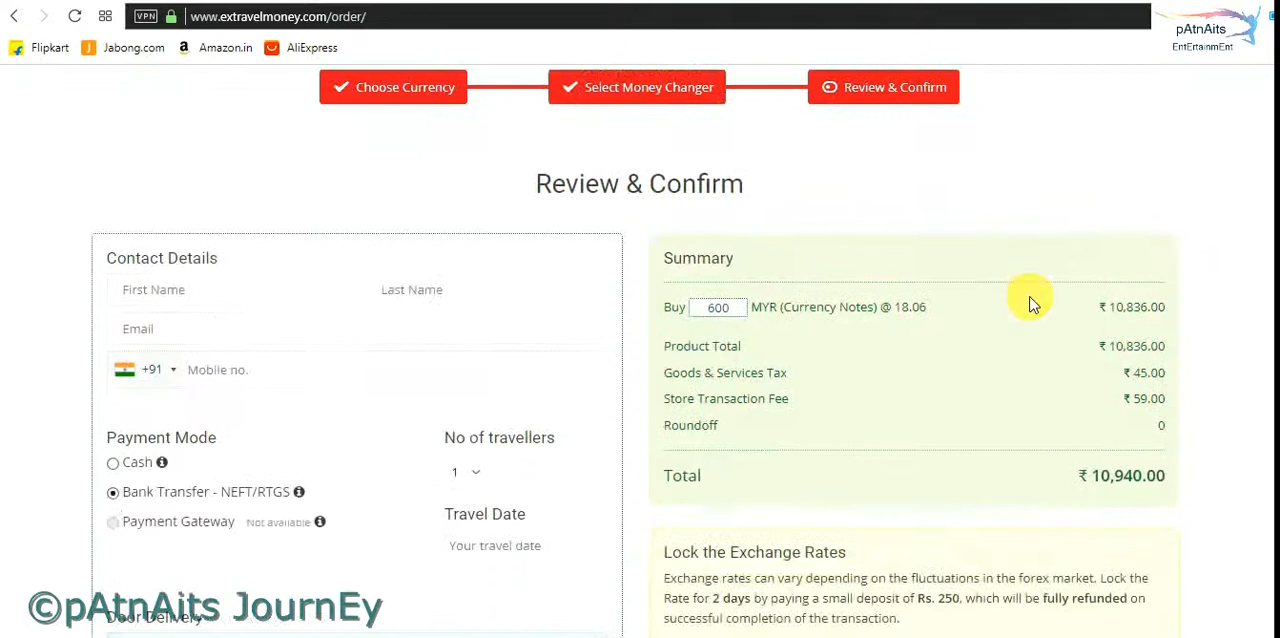 VPN www.extravelmoney.com/order/
pAtnAits
EntErtainmEnt
Flipkart Jabong.com Amazon.in AliExpress
Choose Currency Select Money Changer Review & Confirm
Review & Confirm
Contact Details
First Name Last Name
Email
+91 Mobile no.
Payment Mode
Cash
Bank Transfer - NEFT/RTGS
Payment Gateway Not available
No of travellers
1
Travel Date
Your travel date
Door Delivery
Summary
Buy 600 MYR (Currency Notes) @ 18.06 ₹ 10,836.00
Product Total ₹ 10,836.00
Goods & Services Tax ₹ 45.00
Store Transaction Fee ₹ 59.00
Roundoff 0
Total ₹ 10,940.00
Lock the Exchange Rates
Exchange rates can vary depending on the fluctuations in the forex market. Lock the
Rate for 2 days by paying a small deposit of Rs. 250, which will be fully refunded on
successful completion of the transaction.
©pAtnAits JournEy